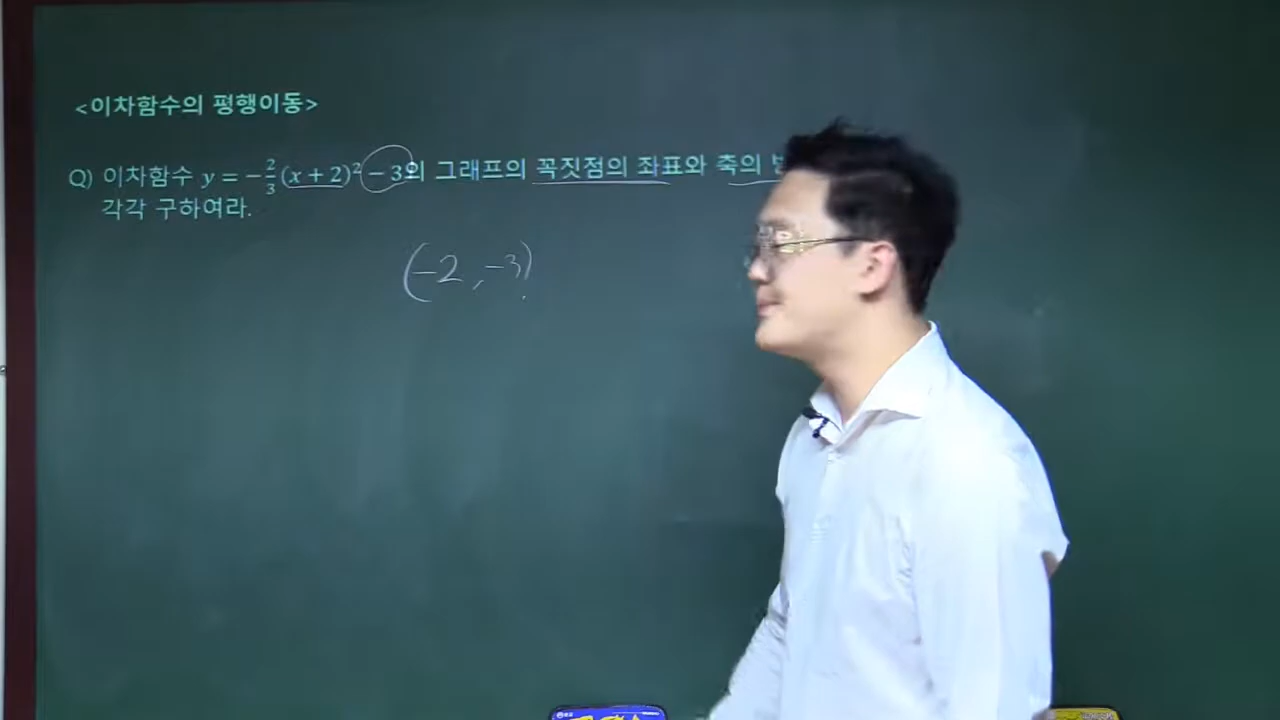 <이차함수의 평행이동>
Q) 이차함수 y = -\frac{2}{3}(x + 2)² - 3의 그래프의 꼭짓점의 좌표와 축의
각각 구하여라.
(-2, -3)